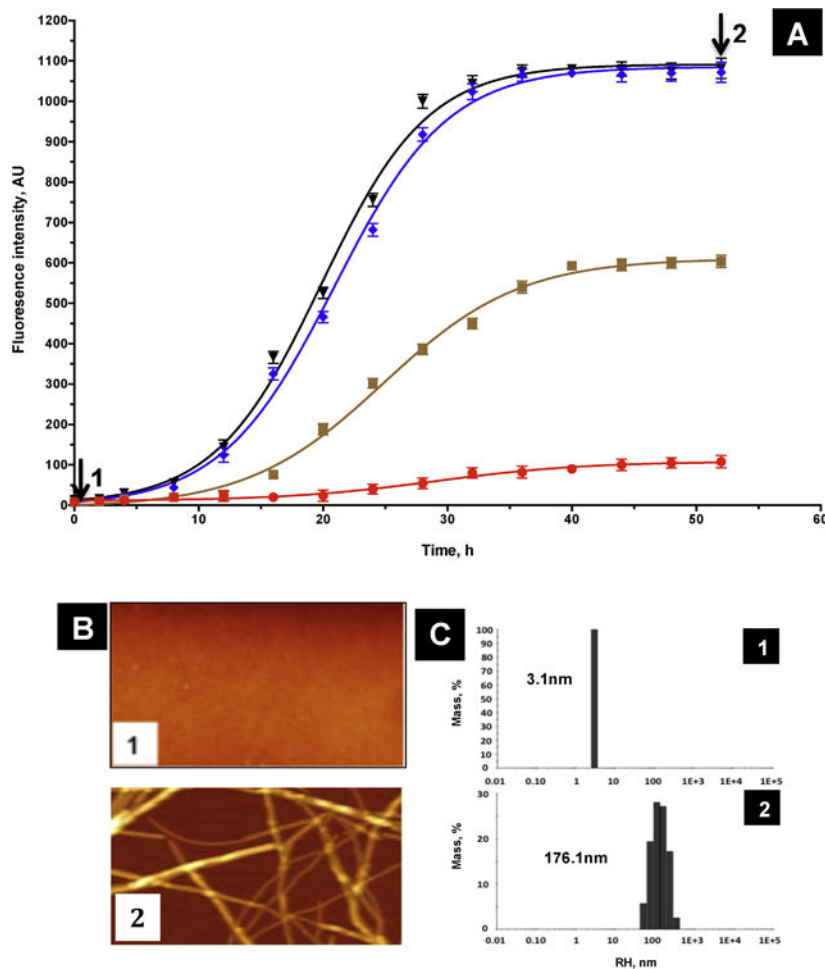 A
1200
1100
1000
900
800
700
600
500
400
300
200
100
0
Fluoresence intensity, AU
1
2
0 10 20 30 40 50 60
Time, h
B
1
2
C
1
3.1nm
Mass, %
100
90
80
70
60
50
40
30
20
10
0
0.01 0.10 1 10 100 1E+3 1E+4 1E+5
2
176.1nm
Mass, %
30
20
10
0
0.01 0.10 1 10 100 1E+3 1E+4 1E+5
RH, nm